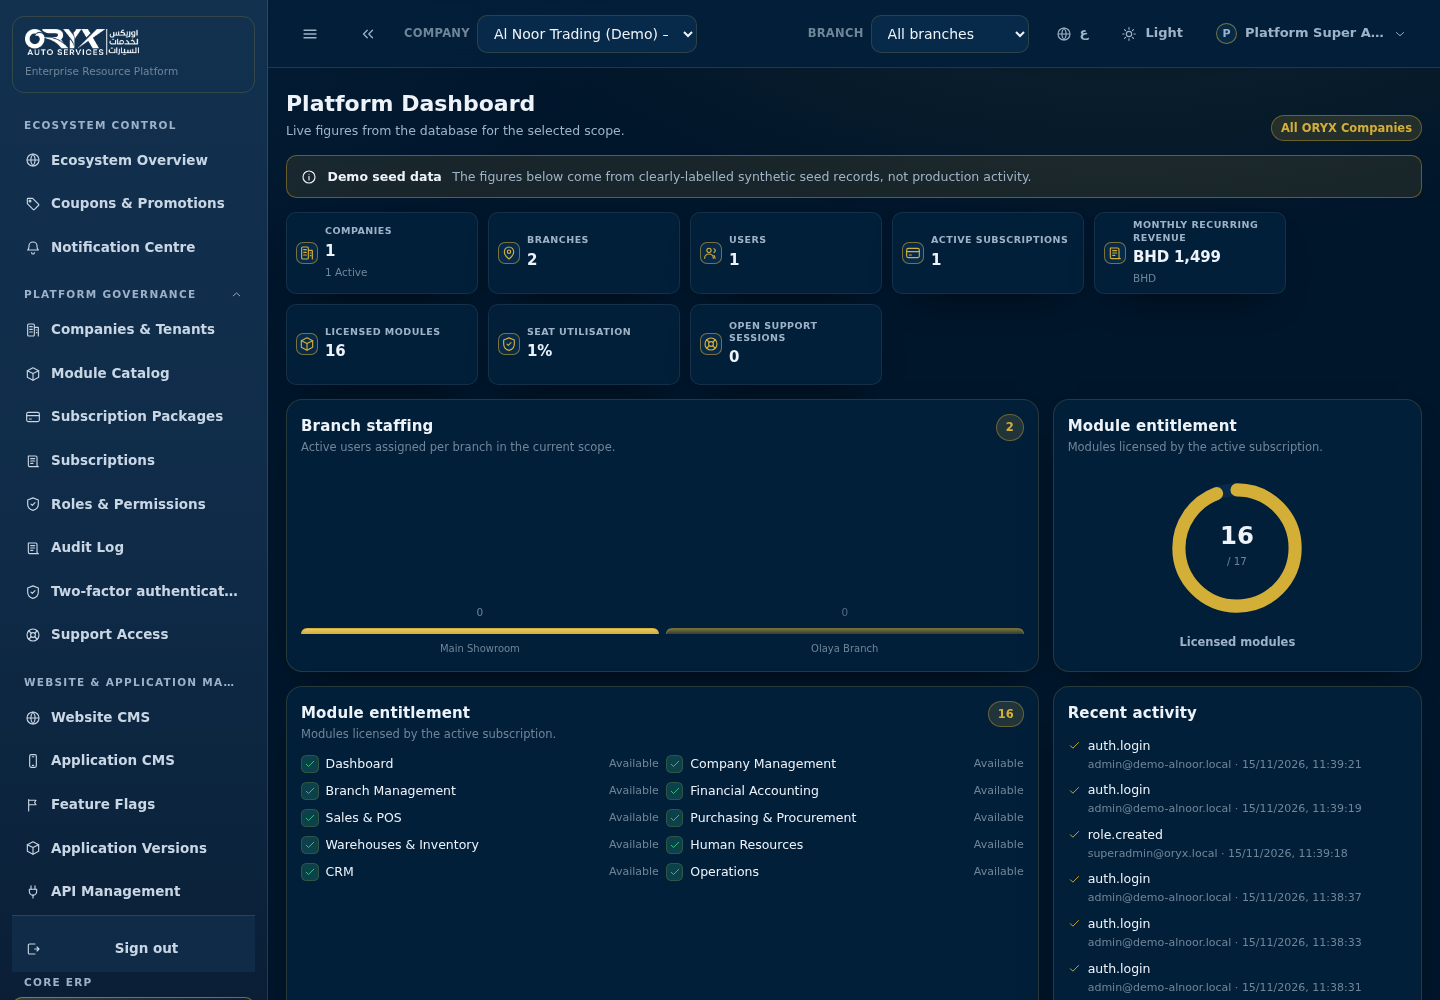 ORYX اوريكس لخدمات السيارات
AUTO SERVICES
Enterprise Resource Platform
ECOSYSTEM CONTROL
Ecosystem Overview
Coupons & Promotions
Notification Centre
PLATFORM GOVERNANCE
Companies & Tenants
Module Catalog
Subscription Packages
Subscriptions
Roles & Permissions
Audit Log
Two-factor authenticat...
Support Access
WEBSITE & APPLICATION MA...
Website CMS
Application CMS
Feature Flags
Application Versions
API Management
Sign out
CORE ERP
COMPANY
Al Noor Trading (Demo) –
BRANCH
All branches
ع
Light
P
Platform Super A...
Platform Dashboard
Live figures from the database for the selected scope.
All ORYX Companies
Demo seed data The figures below come from clearly-labelled synthetic seed records, not production activity.
COMPANIES
1
1 Active
BRANCHES
2
USERS
1
ACTIVE SUBSCRIPTIONS
1
MONTHLY RECURRING
REVENUE
BHD 1,499
BHD
LICENSED MODULES
16
SEAT UTILISATION
1%
OPEN SUPPORT
SESSIONS
0
Branch staffing
2
Active users assigned per branch in the current scope.
0
0
Main Showroom
Olaya Branch
Module entitlement
Modules licensed by the active subscription.
16
/ 17
Licensed modules
Module entitlement
16
Modules licensed by the active subscription.
Dashboard Available
Company Management Available
Branch Management Available
Financial Accounting Available
Sales & POS Available
Purchasing & Procurement Available
Warehouses & Inventory Available
Human Resources Available
CRM Available
Operations Available
Recent activity
auth.login
admin@demo-alnoor.local · 15/11/2026, 11:39:21
auth.login
admin@demo-alnoor.local · 15/11/2026, 11:39:19
role.created
superadmin@oryx.local · 15/11/2026, 11:39:18
auth.login
admin@demo-alnoor.local · 15/11/2026, 11:38:37
auth.login
admin@demo-alnoor.local · 15/11/2026, 11:38:33
auth.login
admin@demo-alnoor.local · 15/11/2026, 11:38:31